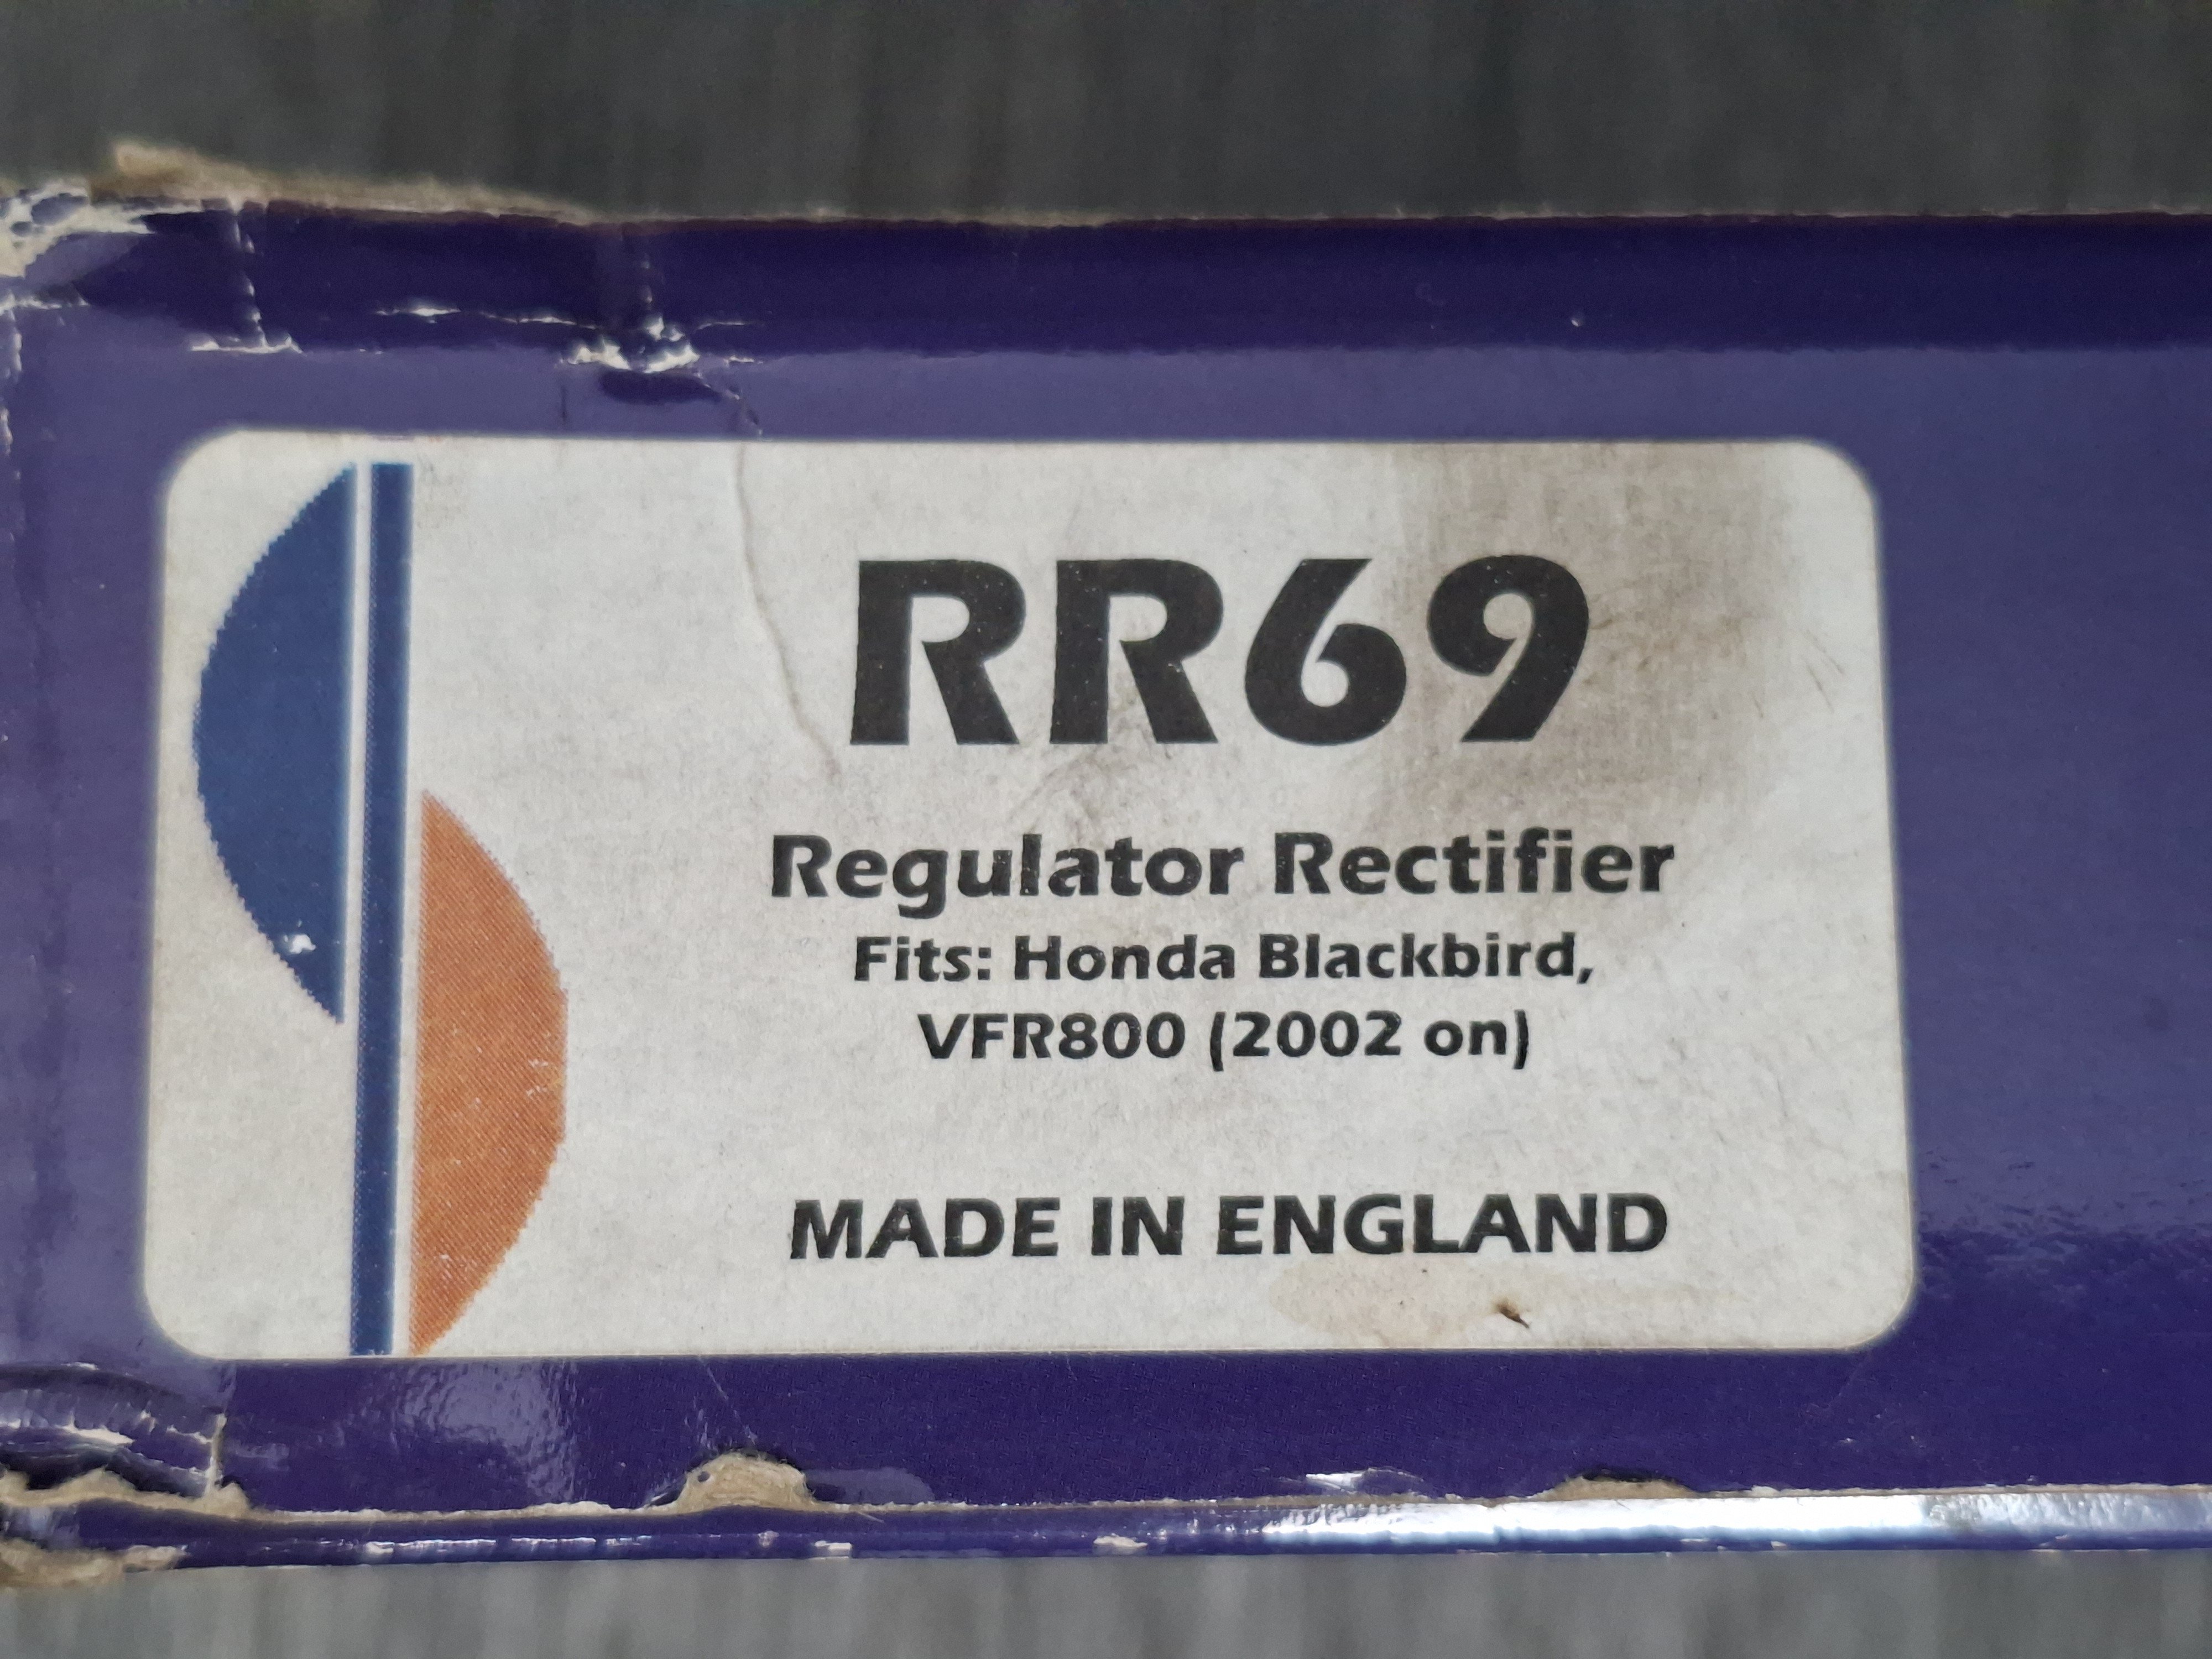 RR69
Regulator Rectifier
Fits: Honda Blackbird,
VFR800 (2002 on)
MADE IN ENGLAND